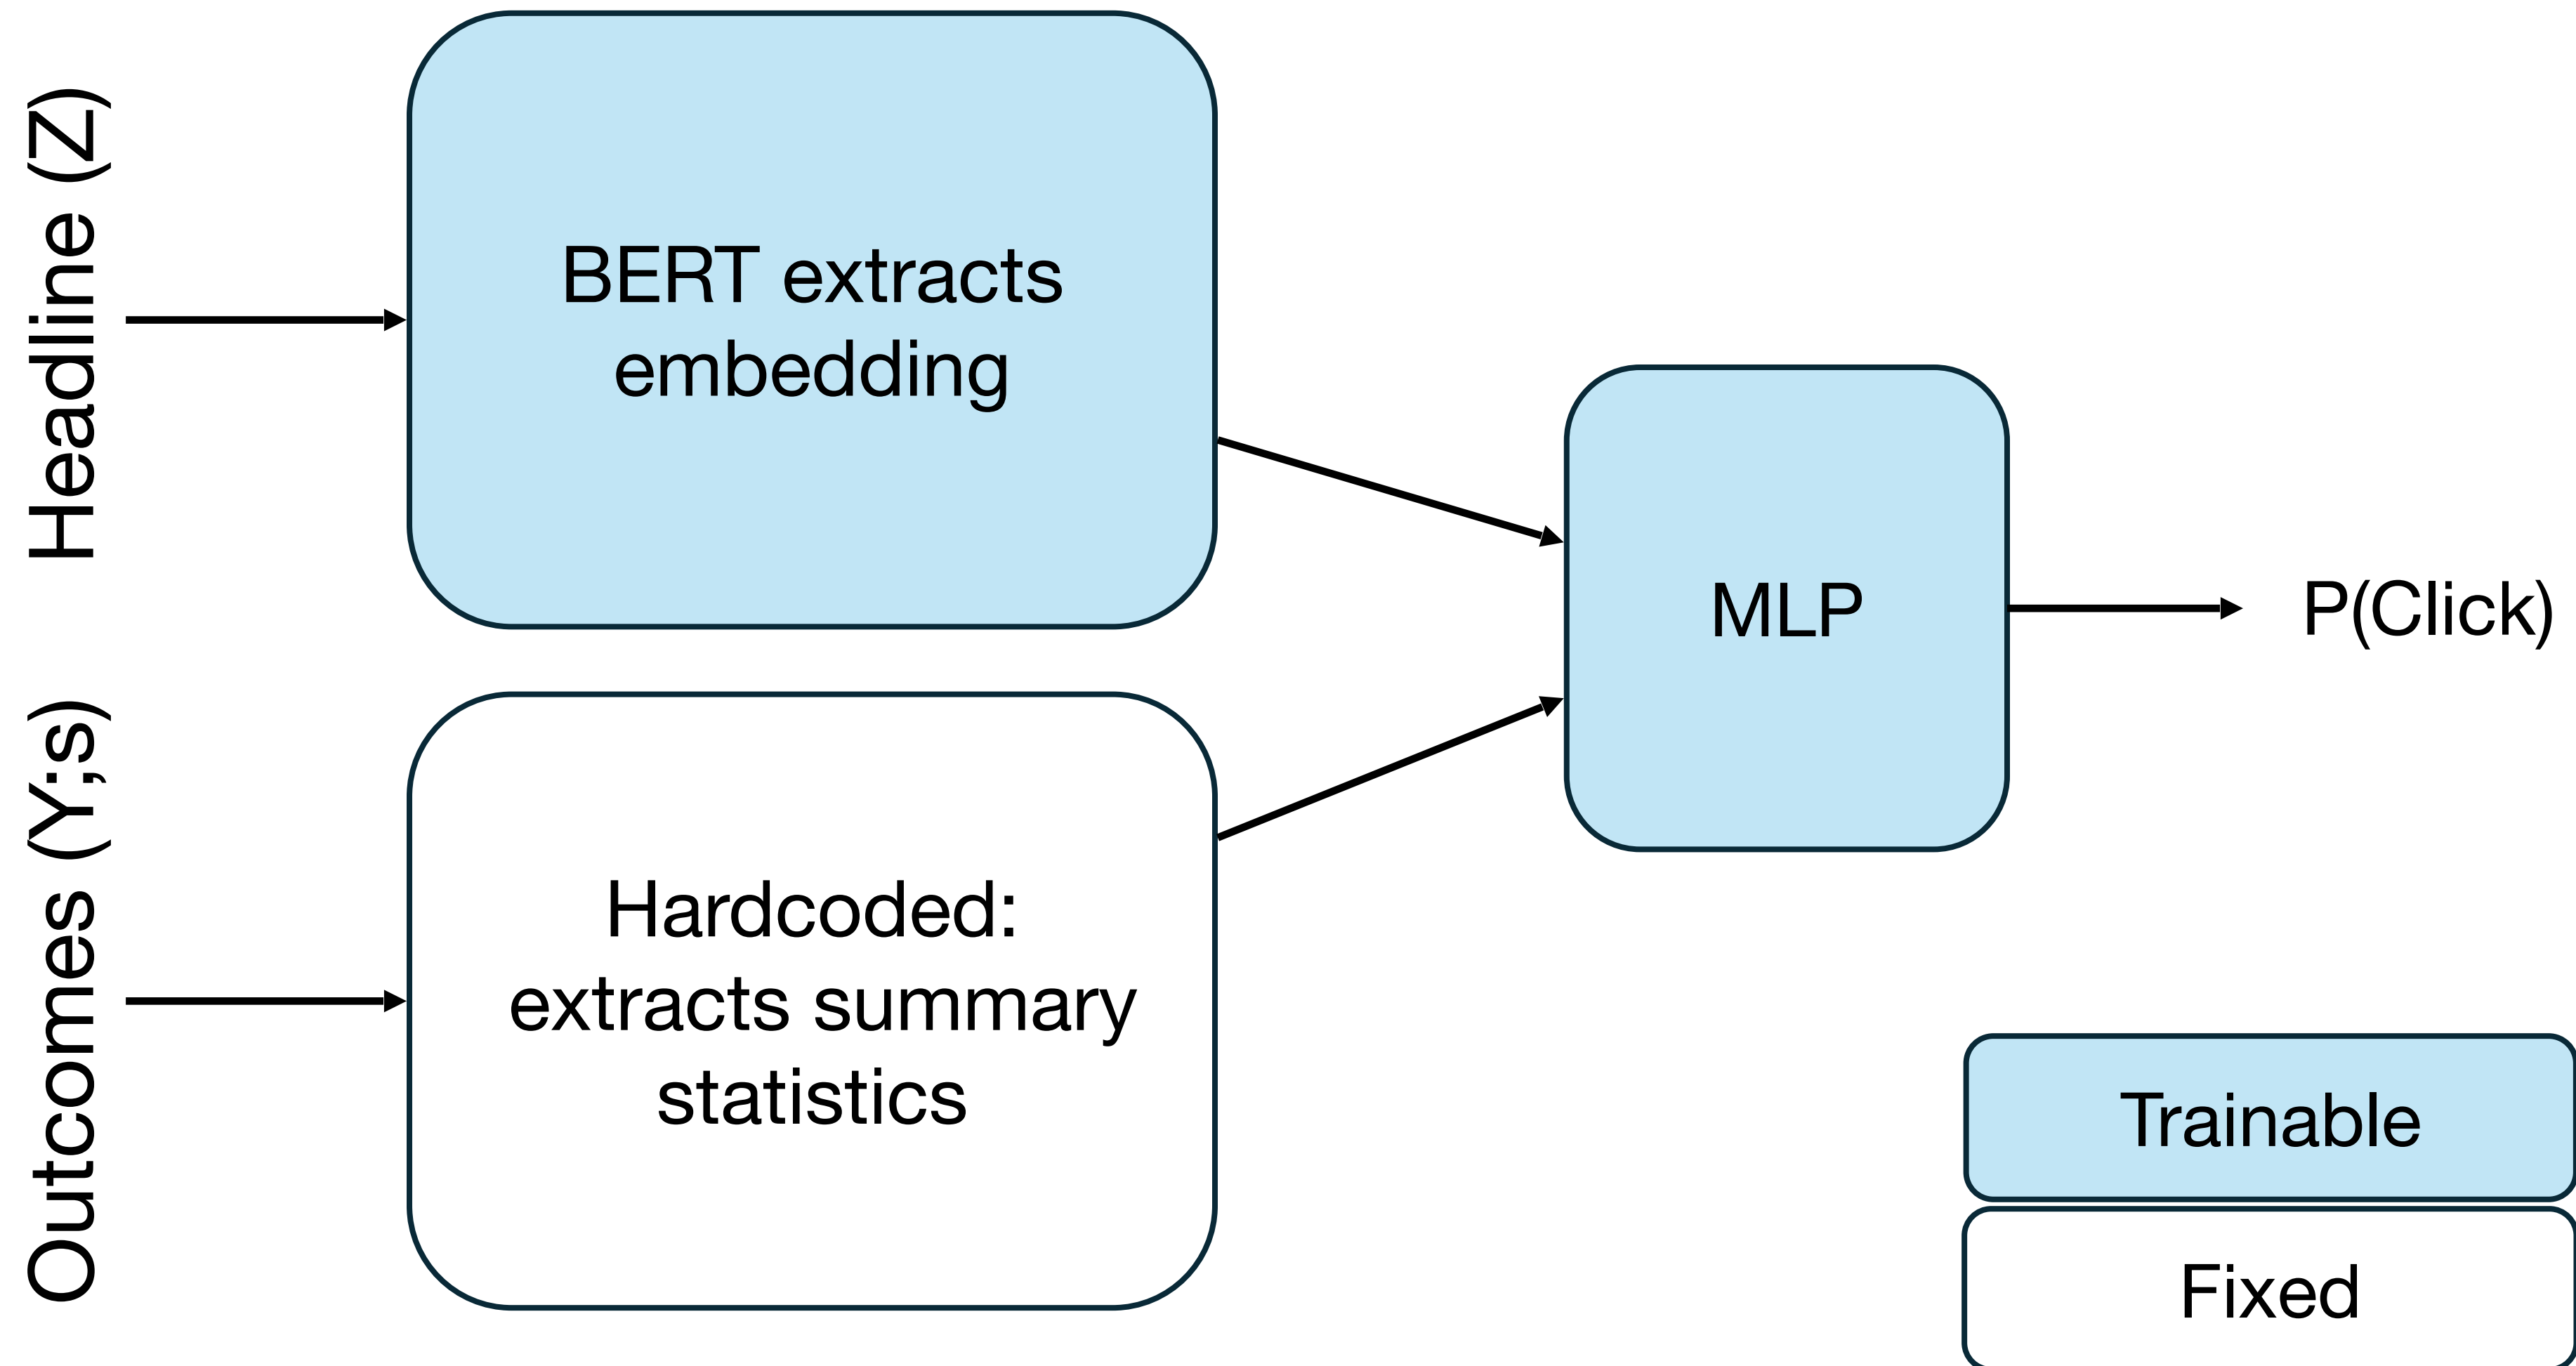 Headline (Z)
BERT extracts
embedding
MLP
P(Click)
Outcomes (Y;s)
Hardcoded:
extracts summary
statistics
Trainable
Fixed